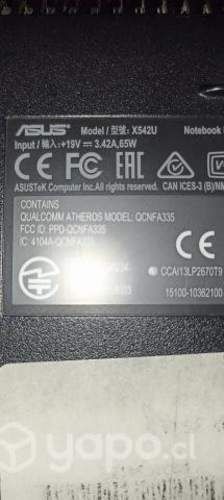 ASUS Model / 型號: X542U Notebook
Input / 輸入: +19V ⎓ 3.42A, 65W
CE FC EAC
ASUSTeK Computer Inc. All rights reserved. CAN ICES-3 (B)/NM
CONTAINS
QUALCOMM ATHEROS MODEL: QCNFA335
FCC ID: PPD-QCNFA335
IC: 4104A-QCNFA335
CE
CCAI13LP2670T9
15100-10362100
yapo.cl